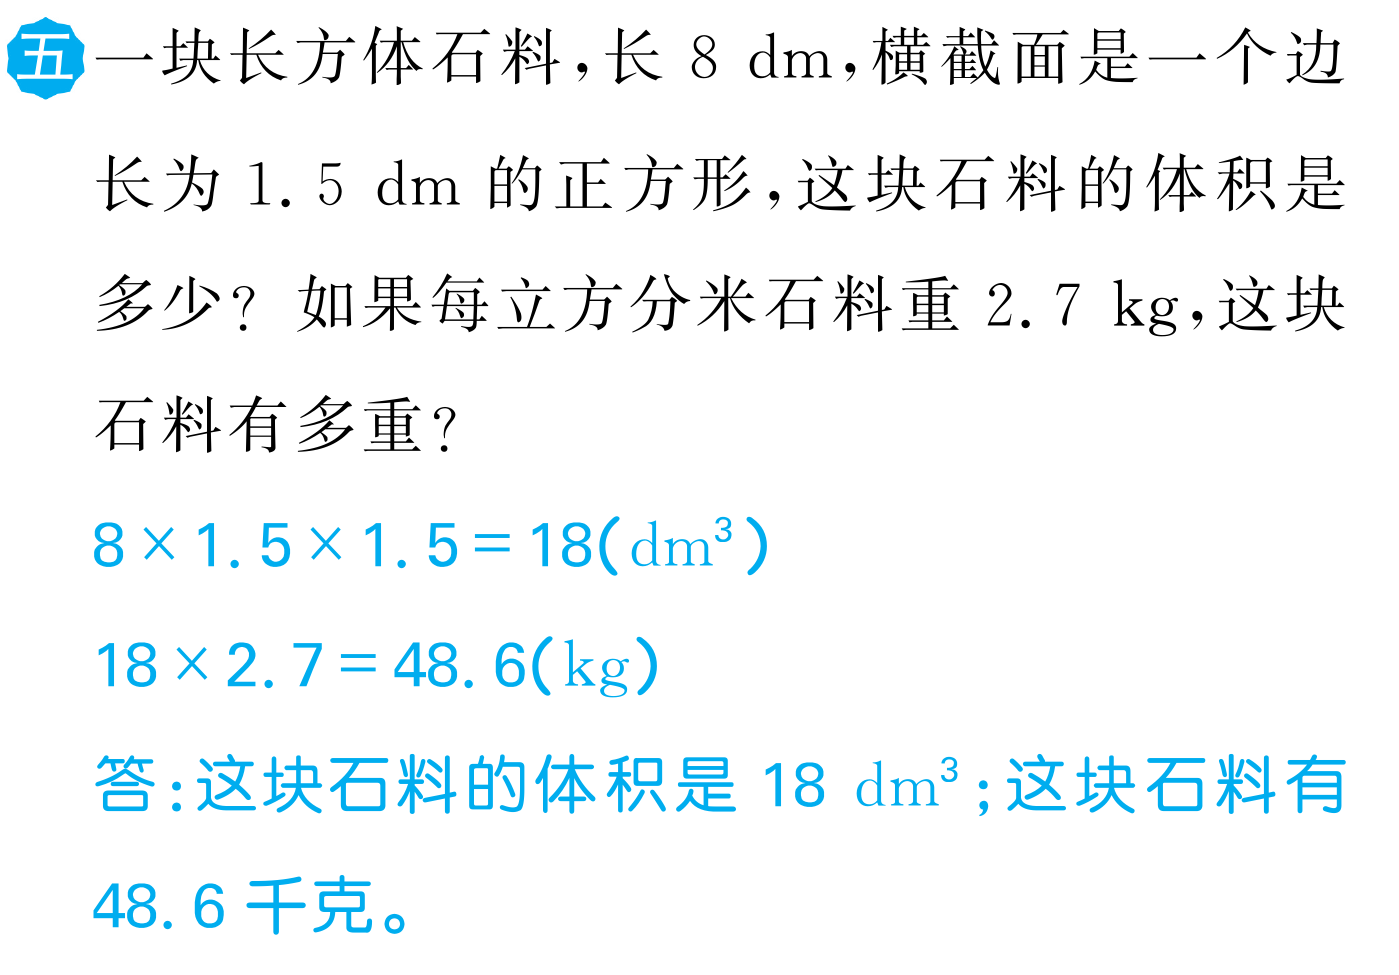 五 一块长方体石料,长 8 dm,横截面是一个边
长为 1.5 dm 的正方形,这块石料的体积是
多少? 如果每立方分米石料重 2.7 kg,这块
石料有多重?
8×1.5×1.5=18(dm³)
18×2.7=48.6(kg)
答:这块石料的体积是 18 dm³;这块石料有
48.6 千克。